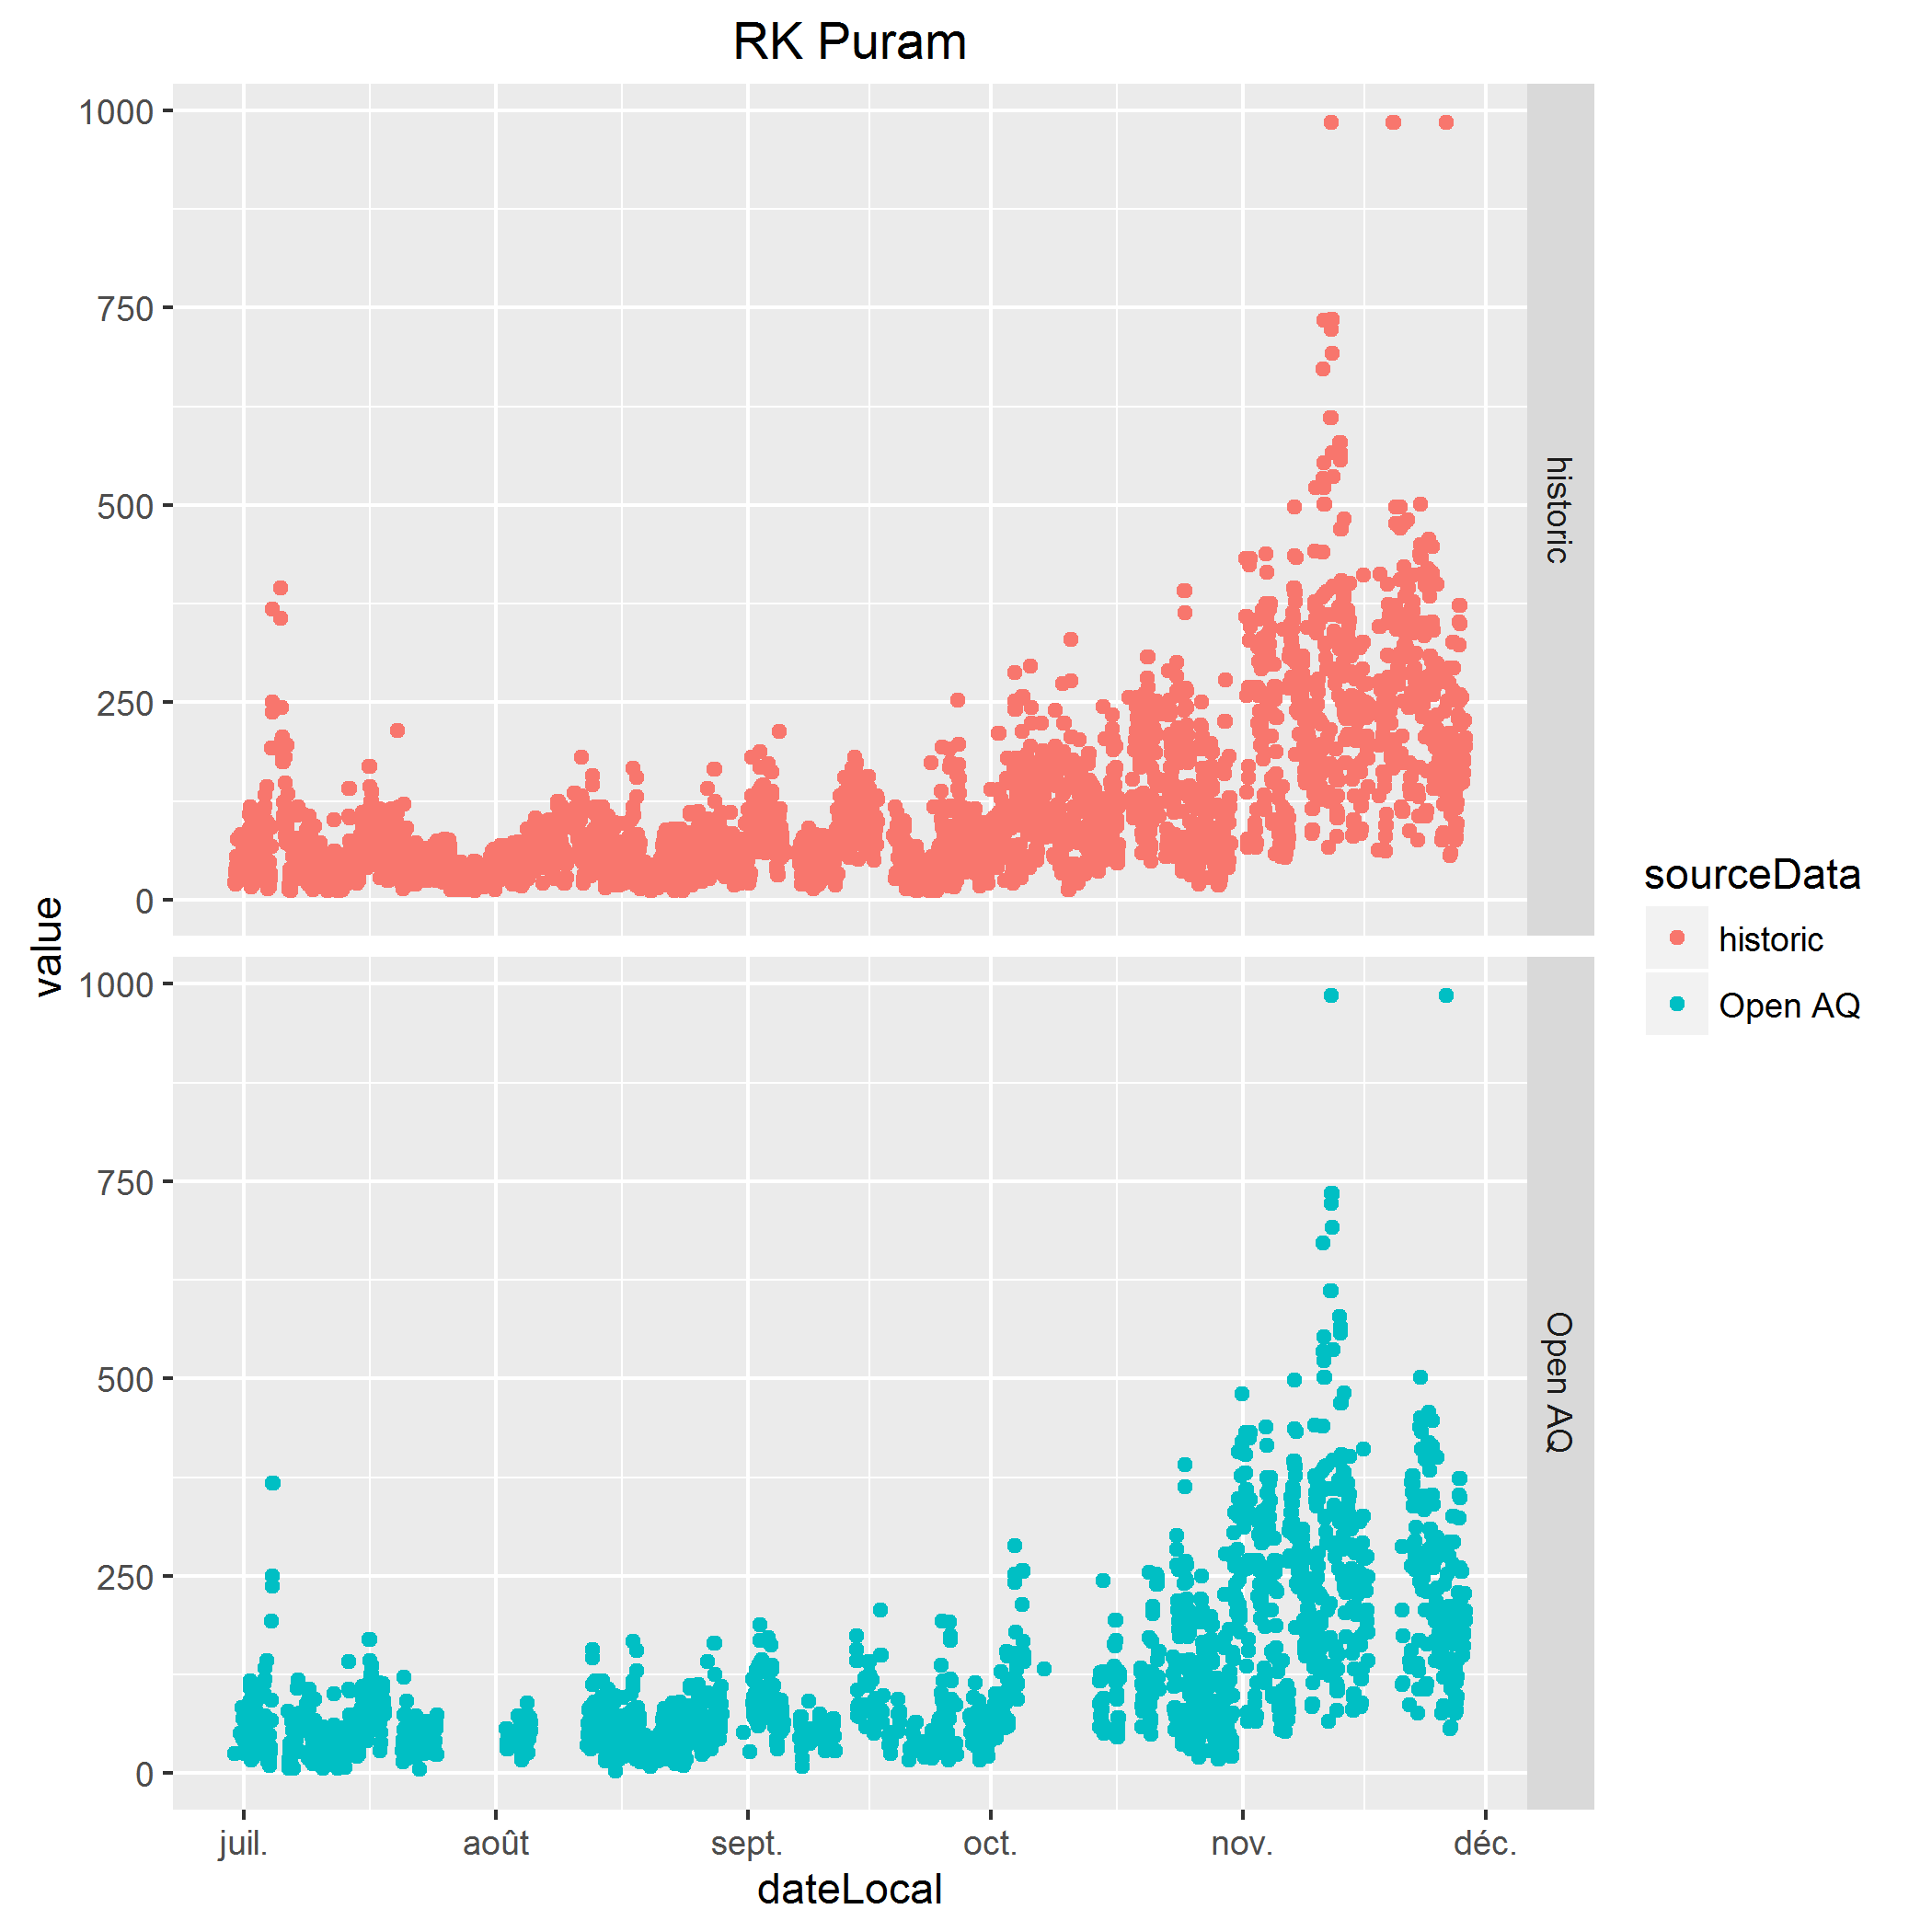 RK Puram
1000
750
500
250
0
historic
value
1000
750
500
250
0
Open AQ
juil.
août
sept.
oct.
nov.
déc.
dateLocal
sourceData
historic
Open AQ